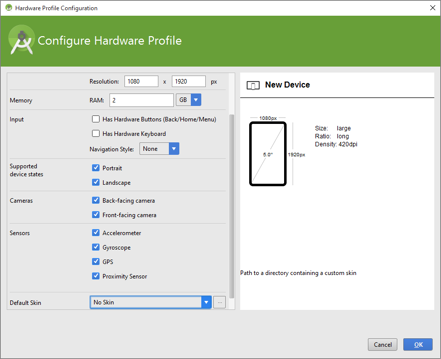 Hardware Profile Configuration
Configure Hardware Profile
Resolution: 1080 x 1920 px
Memory RAM: 2 GB
Input Has Hardware Buttons (Back/Home/Menu)
Has Hardware Keyboard
Navigation Style: None
Supported device states Portrait
Landscape
Cameras Back-facing camera
Front-facing camera
Sensors Accelerometer
Gyroscope
GPS
Proximity Sensor
Default Skin No Skin ...
New Device
1080px
Size: large
Ratio: long
Density: 420dpi
1920px
Path to a directory containing a custom skin
Cancel OK